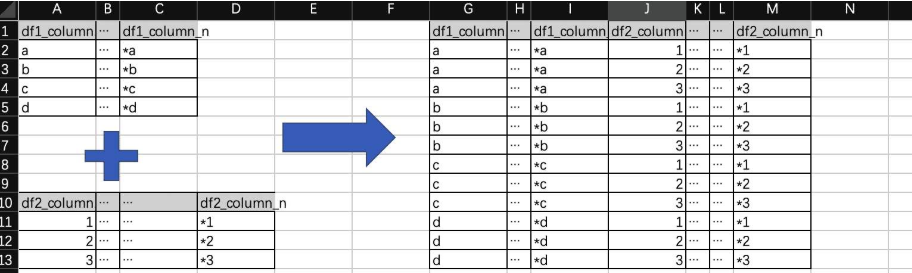 A B C D E F G H I J K L M N
1 df1_column ... df1_column_n df1_column ... df1_column df2_column ... ... df2_column_n
2 a ... *a a ... *a 1 ... ... *1
3 b ... *b a ... *a 2 ... ... *2
4 c ... *c a ... *a 3 ... ... *3
5 d ... *d b ... *b 1 ... ... *1
6 b ... *b 2 ... ... *2
7 b ... *b 3 ... ... *3
8 c ... *c 1 ... ... *1
9 c ... *c 2 ... ... *2
10 df2_column ... ... df2_column_n c ... *c 3 ... ... *3
11 1 ... ... *1 d ... *d 1 ... ... *1
12 2 ... ... *2 d ... *d 2 ... ... *2
13 3 ... ... *3 d ... *d 3 ... ... *3